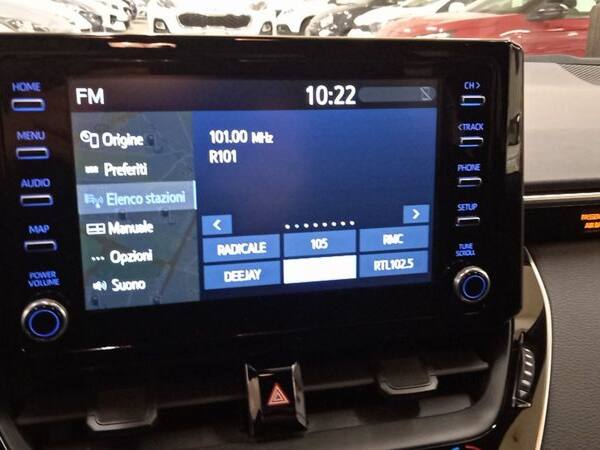 HOME
MENU
AUDIO
MAP
POWER
VOLUME
FM
10:22
Origine
Preferiti
Elenco stazioni
Manuale
Opzioni
Suono
101.00 MHz
R101
<
>
RADICALE 105 RMC
DEEJAY RTL102.5
CH >
< TRACK
PHONE
SETUP
TUNE
SCROLL